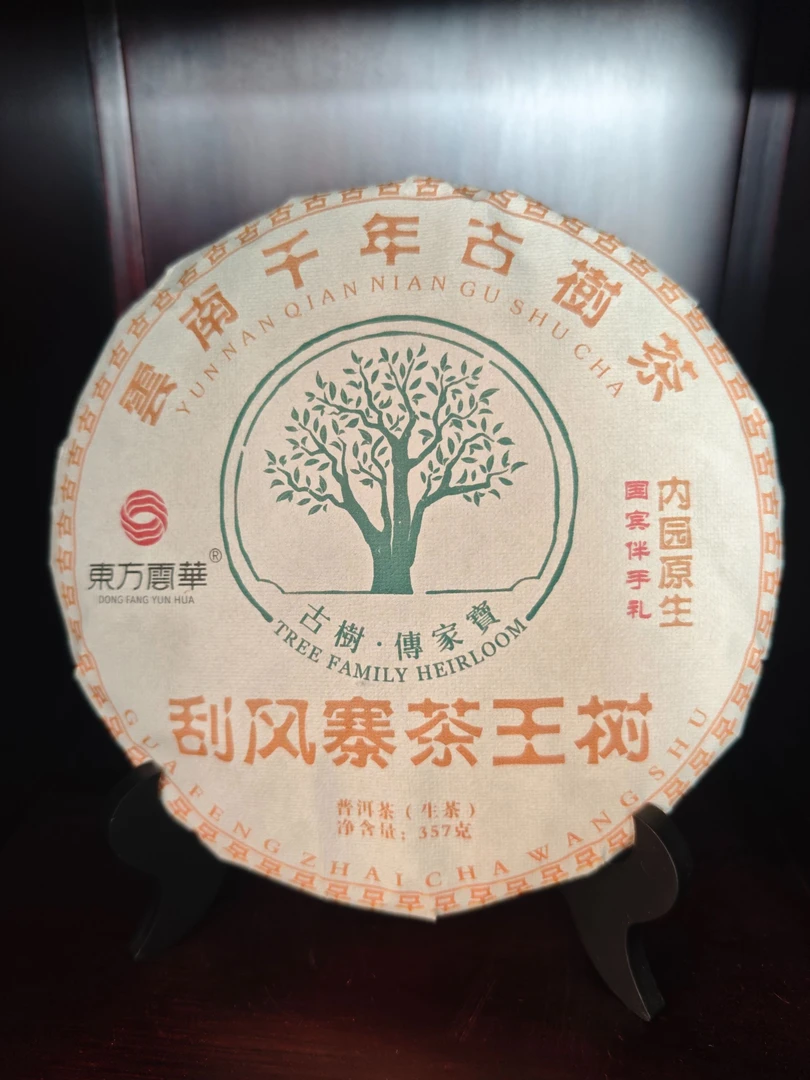 雲南千年古樹茶
YUN NAN QIAN NIAN GU SHU CHA
東方雲華®
DONG FANG YUN HUA
内园原生
国宾伴手礼
古樹·傳家寶
TREE FAMILY HEIRLOOM
刮风寨茶王树
普洱茶（生茶）
净含量：357克
GUA FENG ZHAI CHA WANG SHU